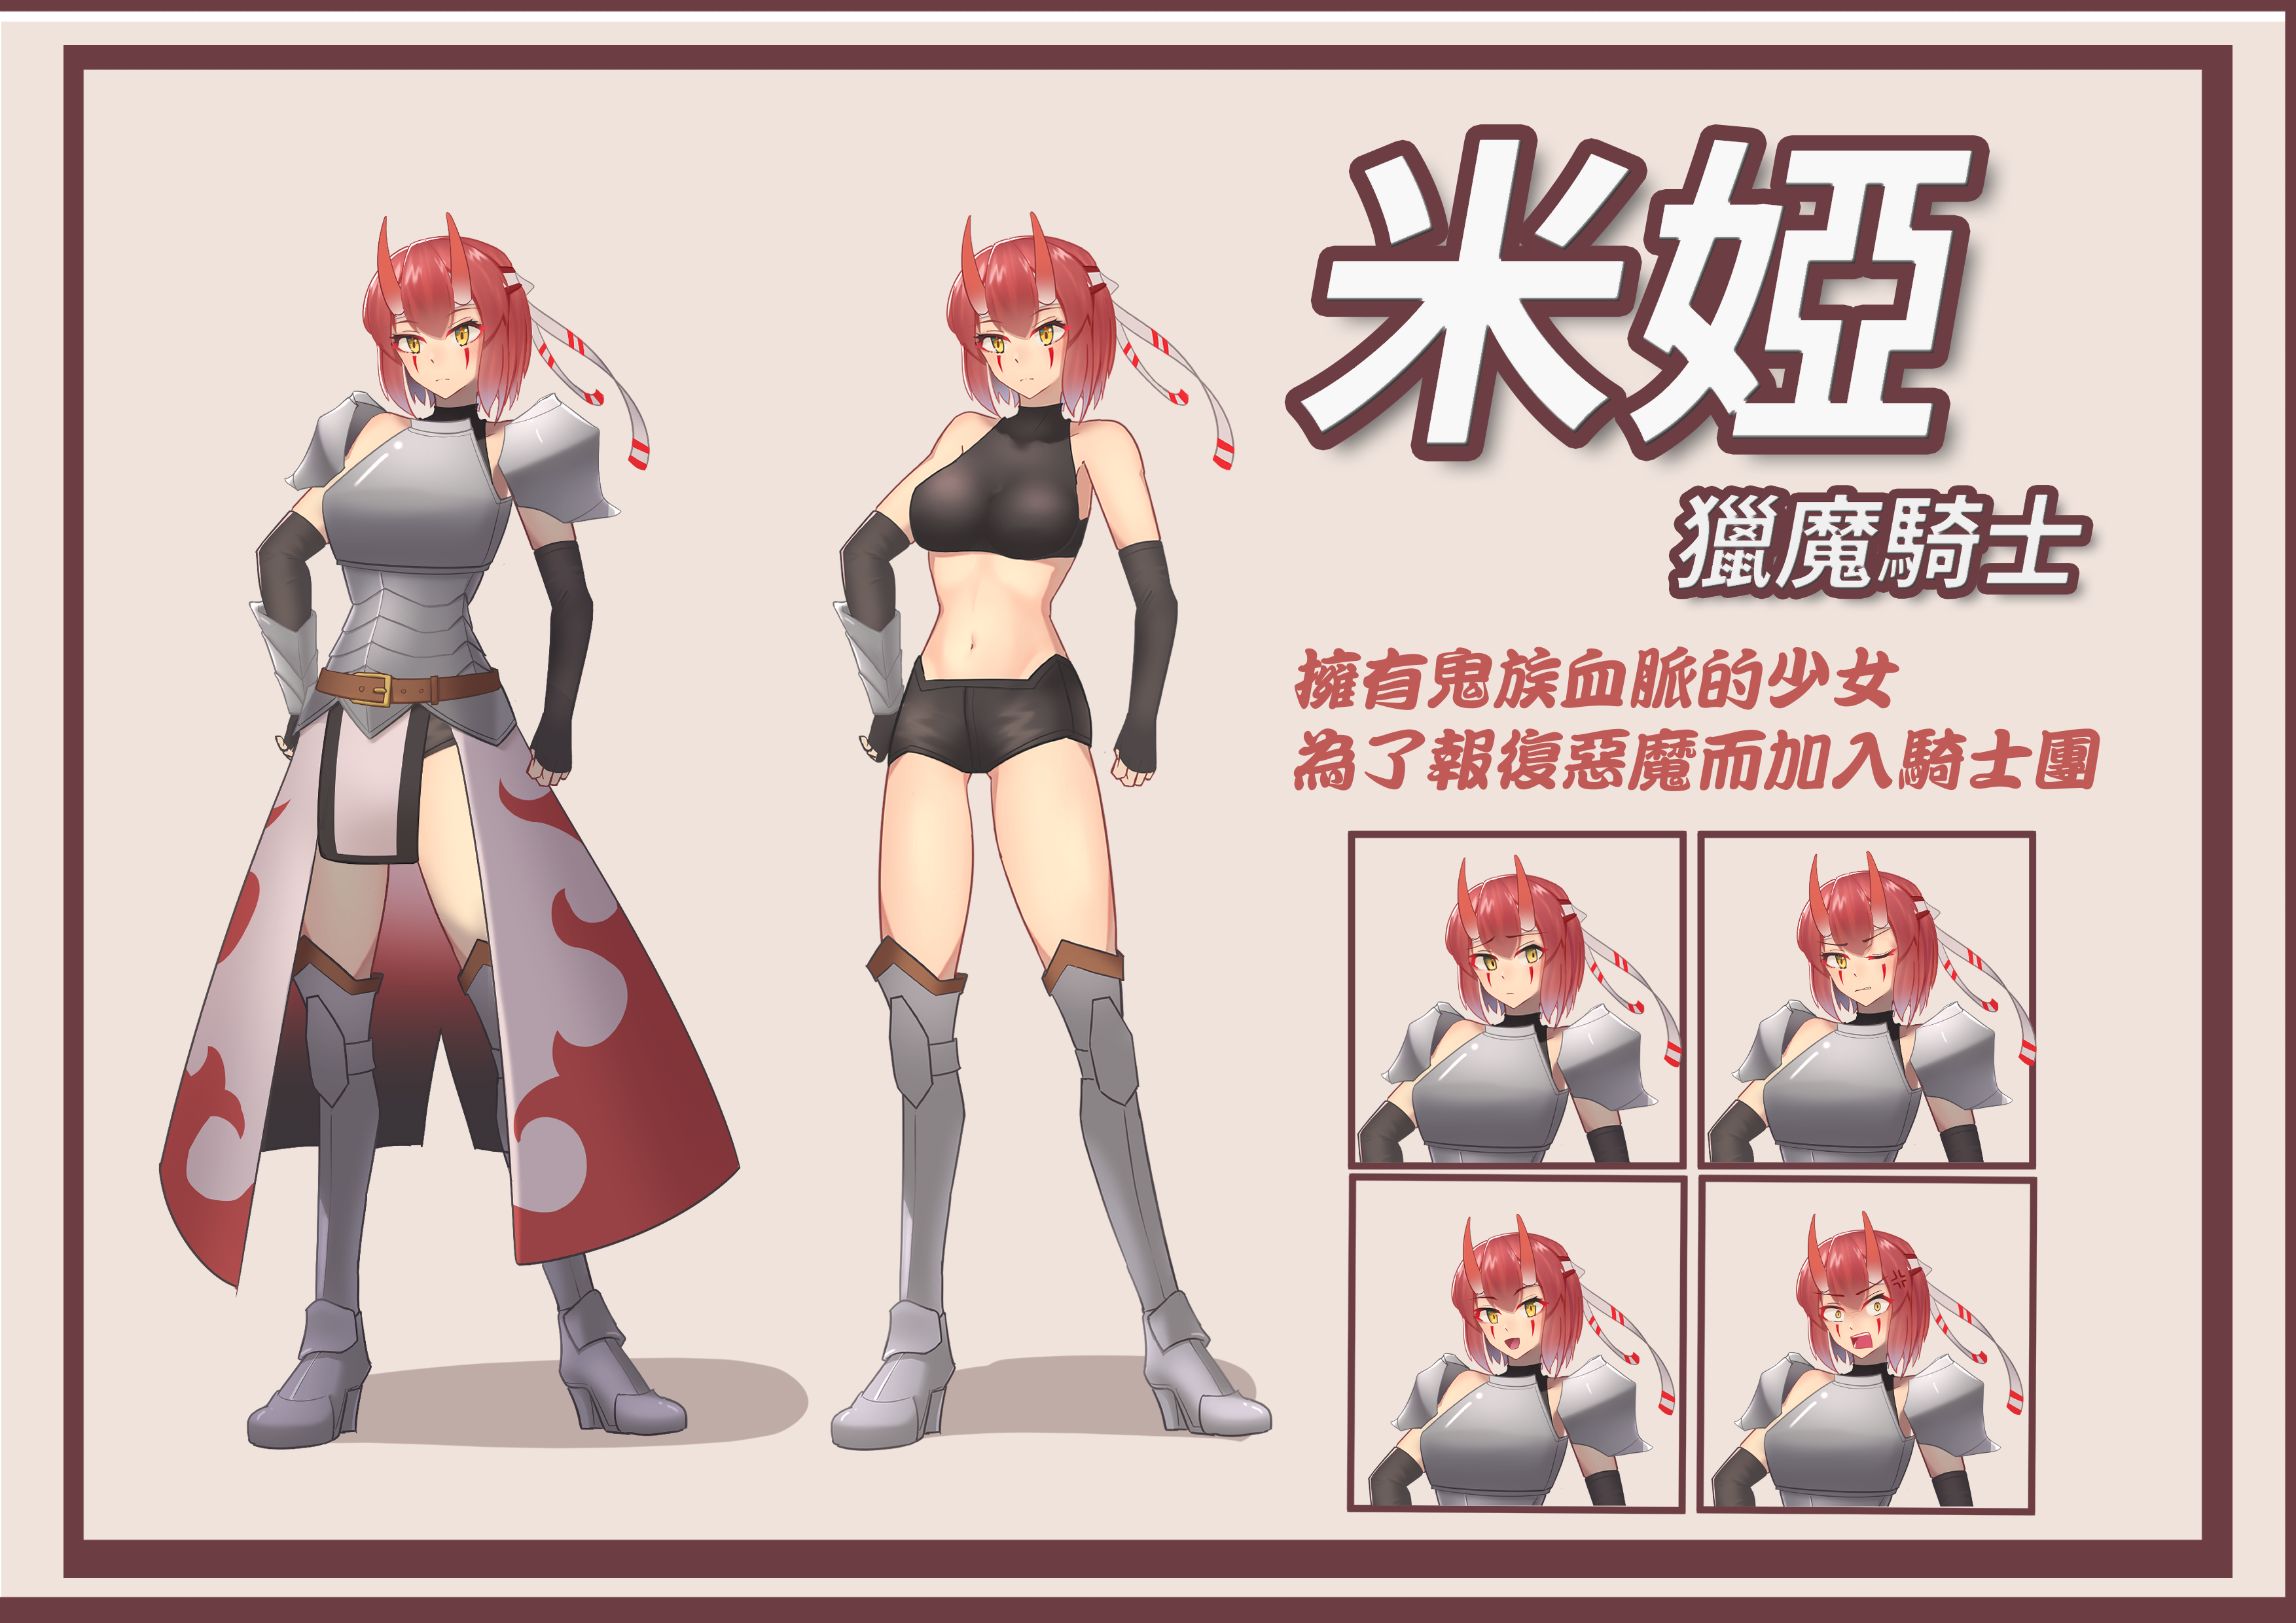 米婭
獵魔騎士
擁有鬼族血脈的少女
為了報復惡魔而加入騎士團